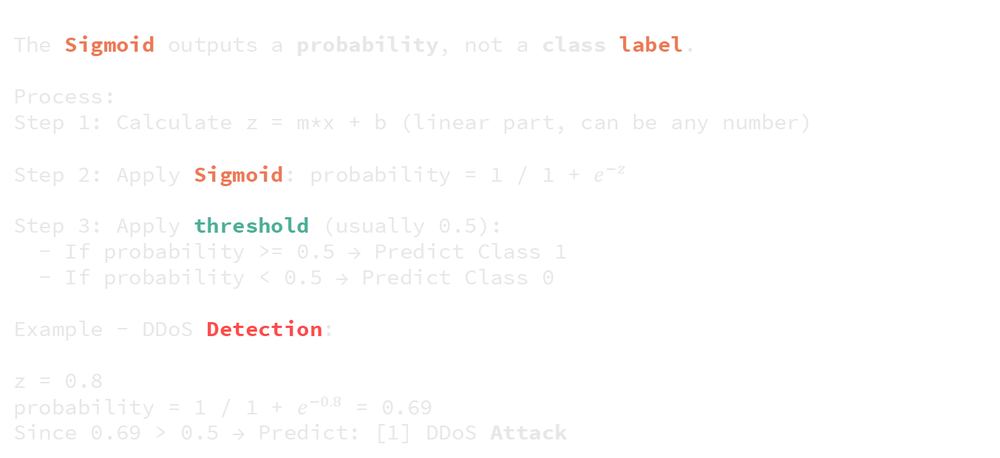 The Sigmoid outputs a probability, not a class label.
Process:
Step 1: Calculate z = m*x + b (linear part, can be any number)
Step 2: Apply Sigmoid: probability = 1 / 1 + e⁻ᶻ
Step 3: Apply threshold (usually 0.5):
- If probability >= 0.5 → Predict Class 1
- If probability < 0.5 → Predict Class 0
Example - DDoS Detection:
z = 0.8
probability = 1 / 1 + e⁻⁰·⁸ = 0.69
Since 0.69 > 0.5 → Predict: [1] DDoS Attack